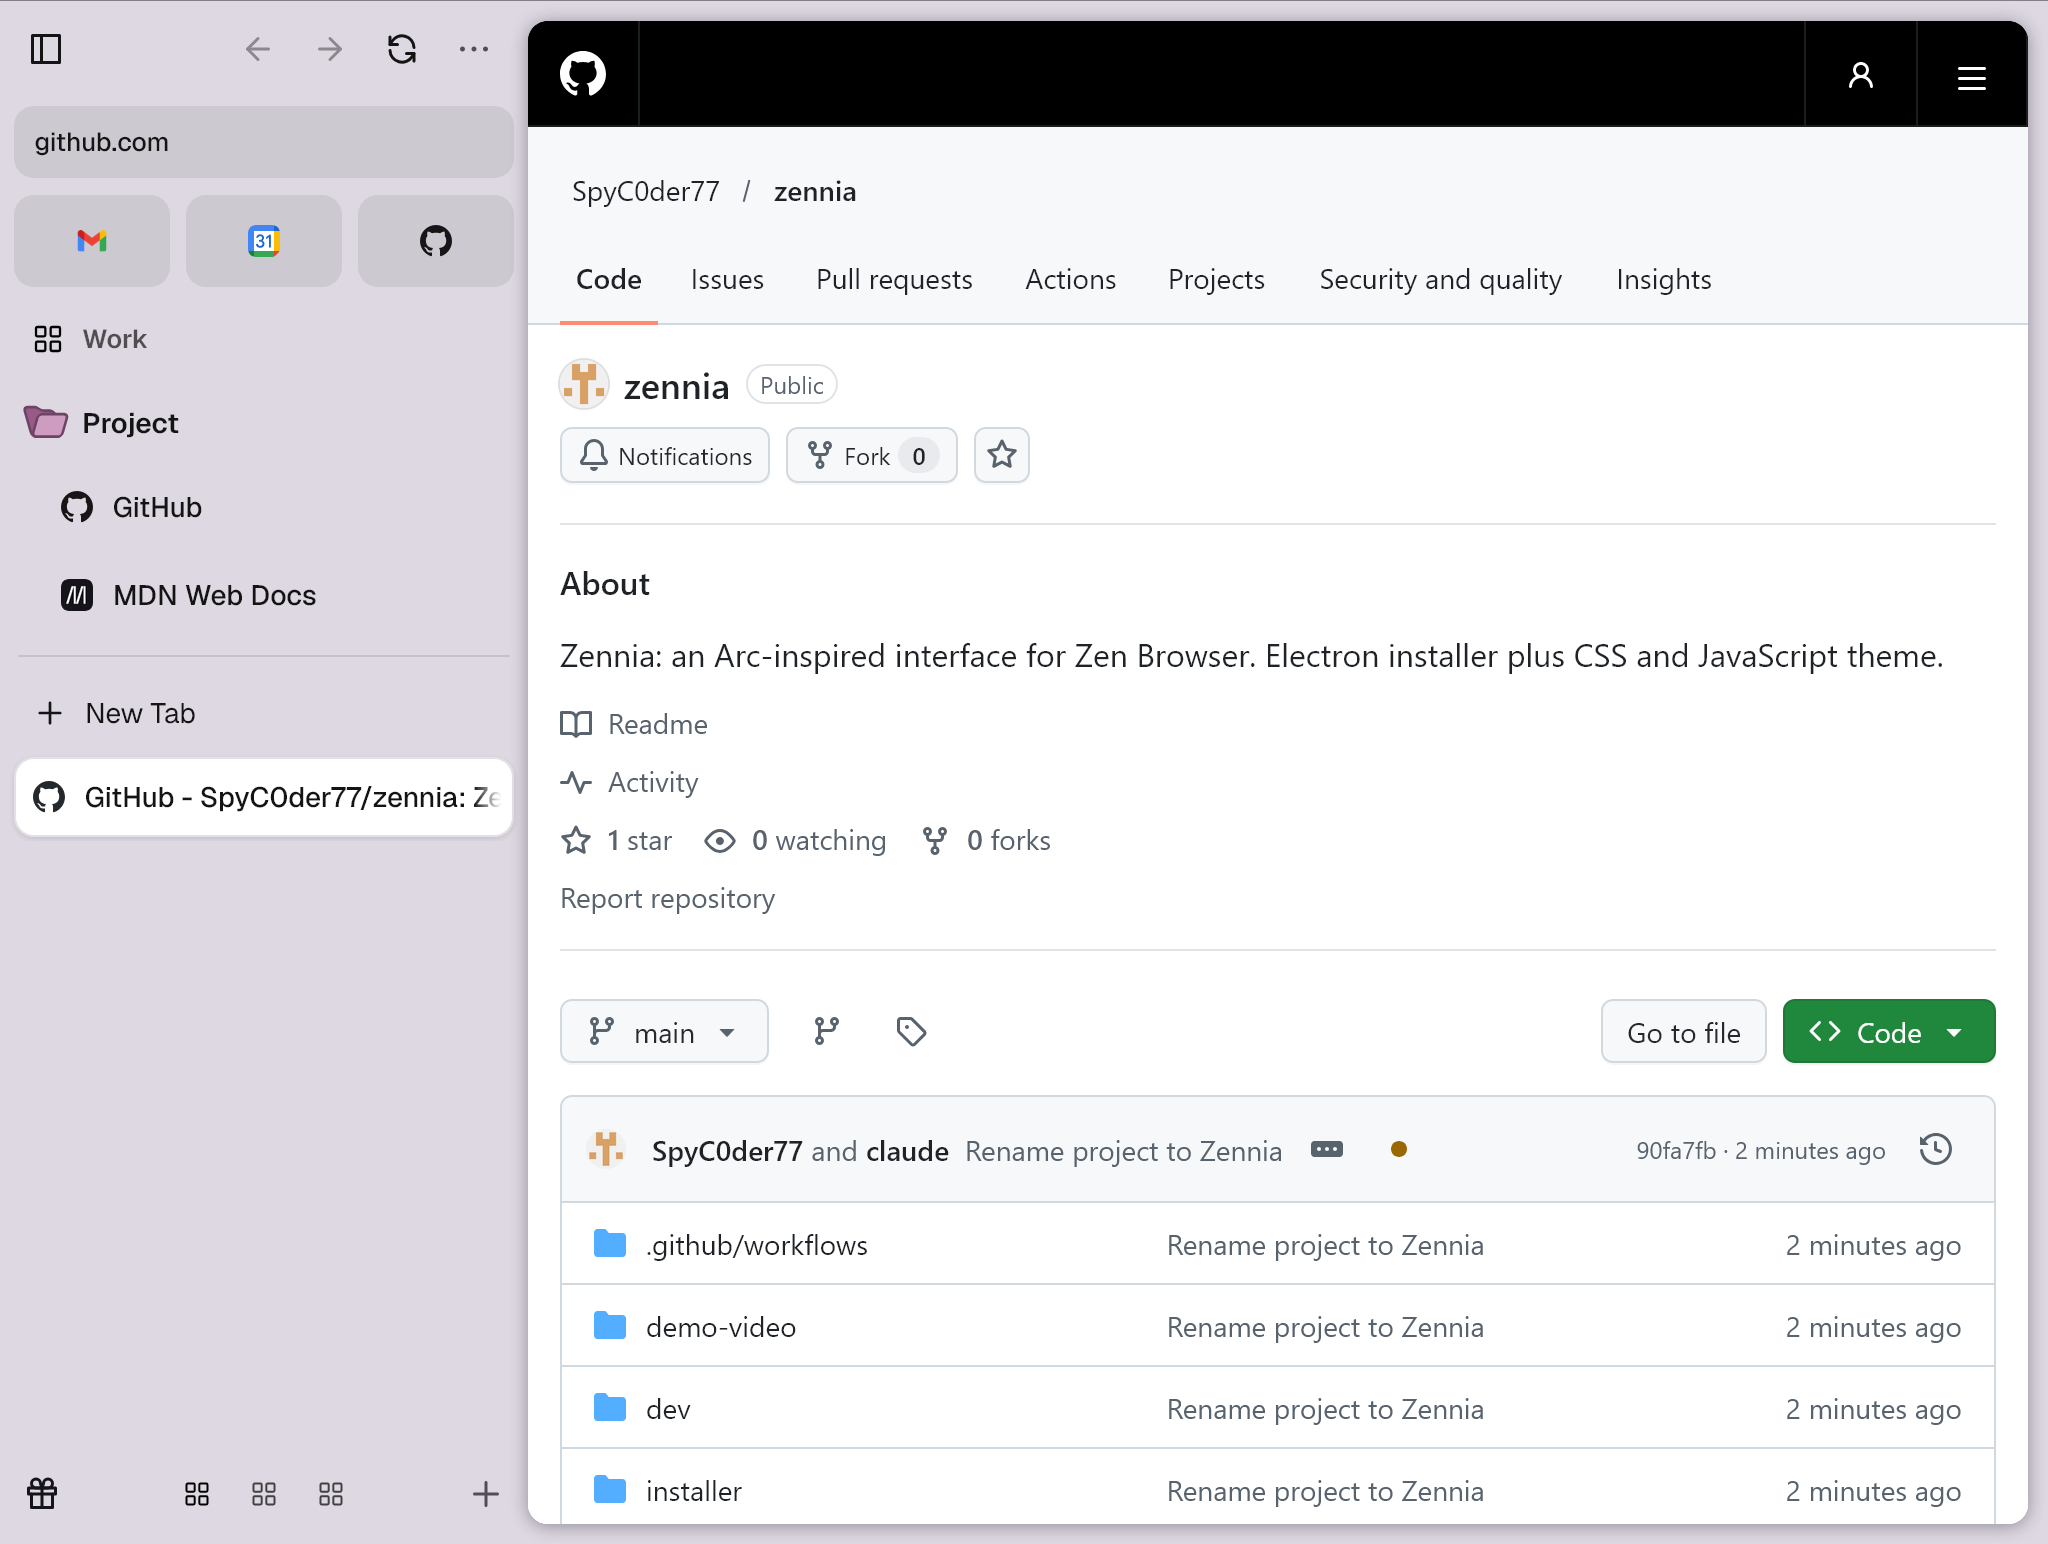 github.com
31
Work
Project
GitHub
MDN Web Docs
New Tab
GitHub - SpyC0der77/zennia: Ze
SpyC0der77 / zennia
Code Issues Pull requests Actions Projects Security and quality Insights
zennia Public
Notifications Fork 0
About
Zennia: an Arc-inspired interface for Zen Browser. Electron installer plus CSS and JavaScript theme.
Readme
Activity
1 star 0 watching 0 forks
Report repository
main Go to file Code
SpyC0der77 and claude Rename project to Zennia 90fa7fb · 2 minutes ago
.github/workflows Rename project to Zennia 2 minutes ago
demo-video Rename project to Zennia 2 minutes ago
dev Rename project to Zennia 2 minutes ago
installer Rename project to Zennia 2 minutes ago